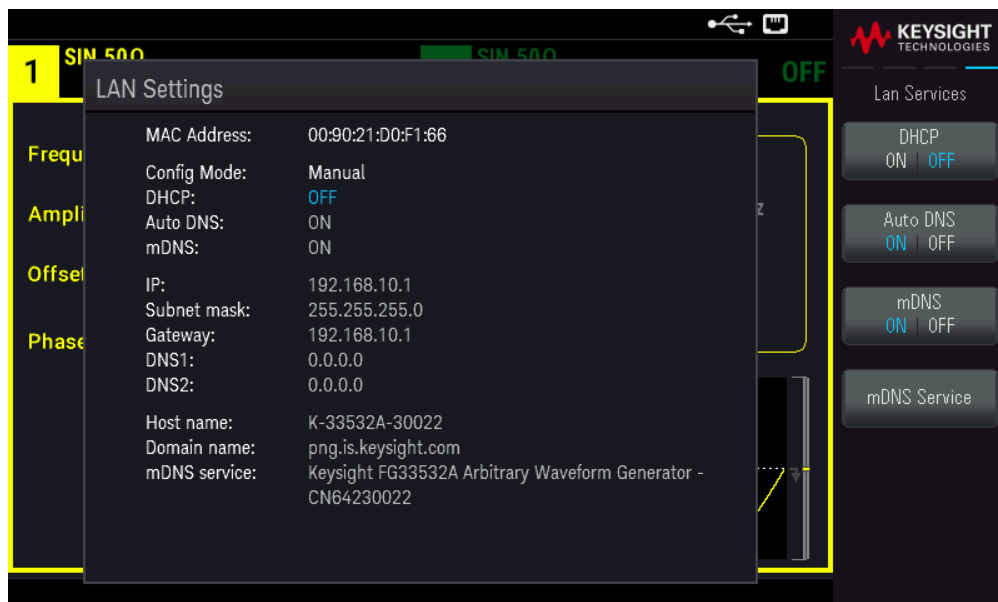 KEYSIGHT
TECHNOLOGIES
1 SIN 50Ω SIN 50Ω OFF
LAN Settings
Lan Services
MAC Address: 00:90:21:D0:F1:66
Config Mode: Manual
DHCP: OFF
Auto DNS: ON
mDNS: ON
IP: 192.168.10.1
Subnet mask: 255.255.255.0
Gateway: 192.168.10.1
DNS1: 0.0.0.0
DNS2: 0.0.0.0
Host name: K-33532A-30022
Domain name: png.is.keysight.com
mDNS service: Keysight FG33532A Arbitrary Waveform Generator -
CN64230022
Frequ
Ampli
Offset
Phase
z
DHCP
ON | OFF
Auto DNS
ON | OFF
mDNS
ON | OFF
mDNS Service